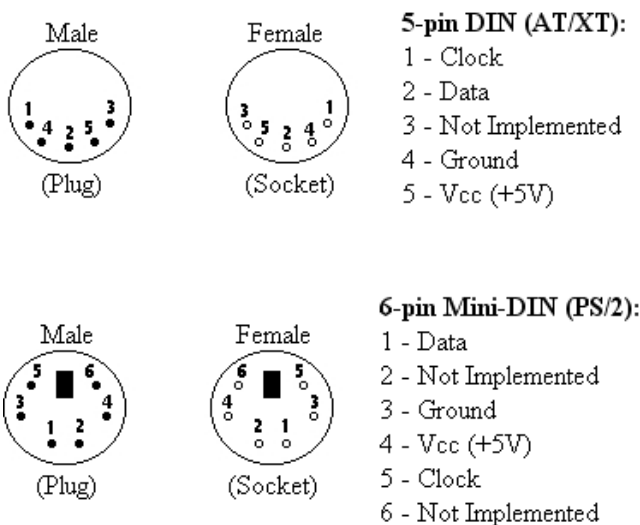 Male
Female
5-pin DIN (AT/XT):
1 - Clock
2 - Data
3 - Not Implemented
4 - Ground
5 - Vcc (+5V)
1 4 2 5 3
3 5 2 4 1
(Plug)
(Socket)
Male
Female
6-pin Mini-DIN (PS/2):
1 - Data
2 - Not Implemented
3 - Ground
4 - Vcc (+5V)
5 - Clock
6 - Not Implemented
5 6
3 4
1 2
6 5
4 3
2 1
(Plug)
(Socket)